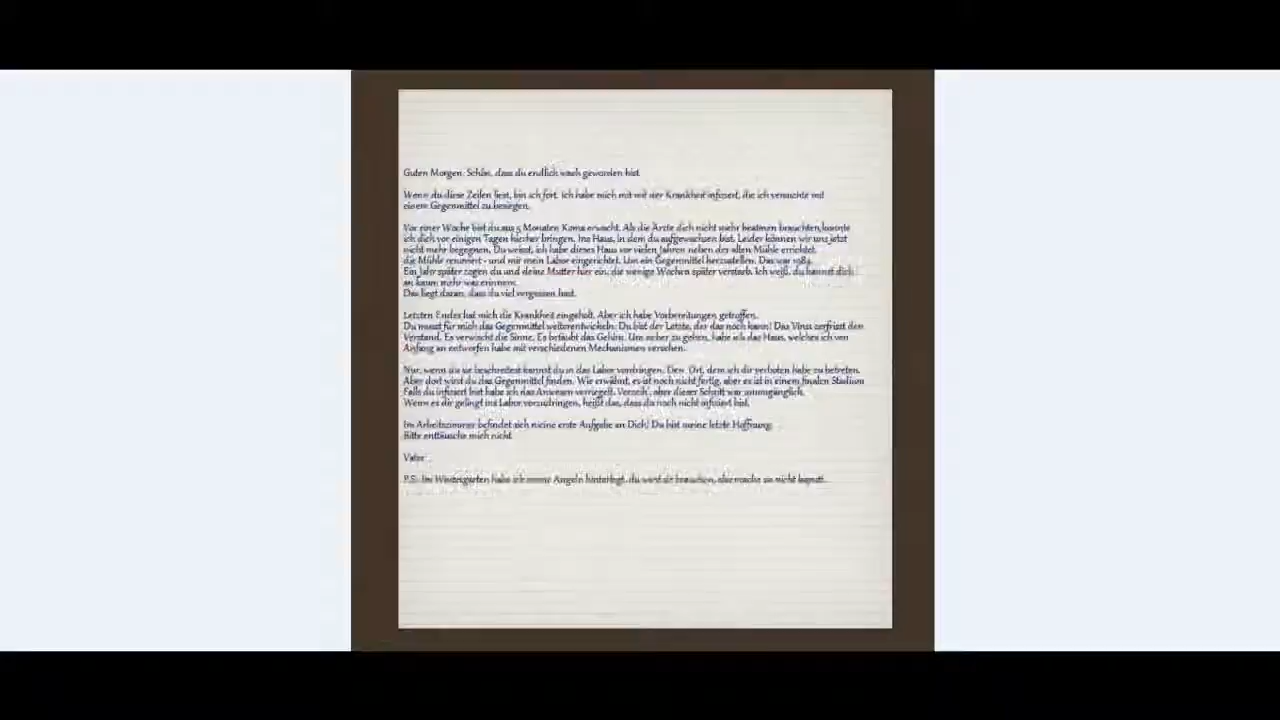 Guten Morgen. Schön, dass du endlich wach geworden bist.
Wenn du diese Zeilen liest, bin ich fort. Ich habe mich mit mit der Krankheit infiziert, die ich versuchte mit
einem Gegenmittel zu besiegen.
Vor einer Woche bist du aus 5 Monaten Koma erwacht. Als die Ärzte dich nicht mehr beatmen brauchten, konnte
ich dich vor einigen Tagen hierher bringen. Ins Haus, in dem du aufgewachsen bist. Leider können wir uns jetzt
nicht mehr begegnen. Du weisst, ich habe dieses Haus vor vielen Jahren neben der alten Mühle errichtet,
die Mühle renoviert - und mir mein Labor eingerichtet. Um ein Gegenmittel herzustellen. Das war 1984.
Ein Jahr später zogen du und deine Mutter hier ein, die wenige Wochen später verstarb. Ich weiß, du kannst dich
an kaum mehr was erinnern.
Das liegt daran, dass du viel vergessen hast.
Letzten Endes hat mich die Krankheit eingeholt. Aber ich habe Vorbereitungen getroffen.
Du musst für mich das Gegenmittel weiterentwickeln. Du bist der Letzte, der das noch kann! Das Virus zerfrisst den
Verstand. Es verwischt die Sinne. Es betäubt das Gehirn. Um sicher zu gehen, habe ich das Haus, welches ich von
Anfang an entworfen habe mit verschiedenen Mechanismen versehen.
Nur, wenn du sie beschreitest kannst du in das Labor vordringen. Den Ort, dem ich dir verboten habe zu betreten.
Aber dort wirst du das Gegenmittel finden. Wie erwähnt, es ist noch nicht fertig, aber es ist in einem finalen Stadium
Falls du infiziert bist habe ich das Anwesen verriegelt. Verzeih', aber dieser Schritt war unumgänglich.
Wenn es dir gelingt ins Labor vorzudringen, heißt das, dass du noch nicht infiziert bist.
Im Arbeitszimmer befindet sich meine erste Aufgabe an Dich! Du bist meine letzte Hoffnung.
Bitte enttäusche mich nicht.
Vater
P.S.: Im Wintergarten habe ich meine Angeln hinterlegt, du wirst sie brauchen, aber mache sie nicht kaputt.